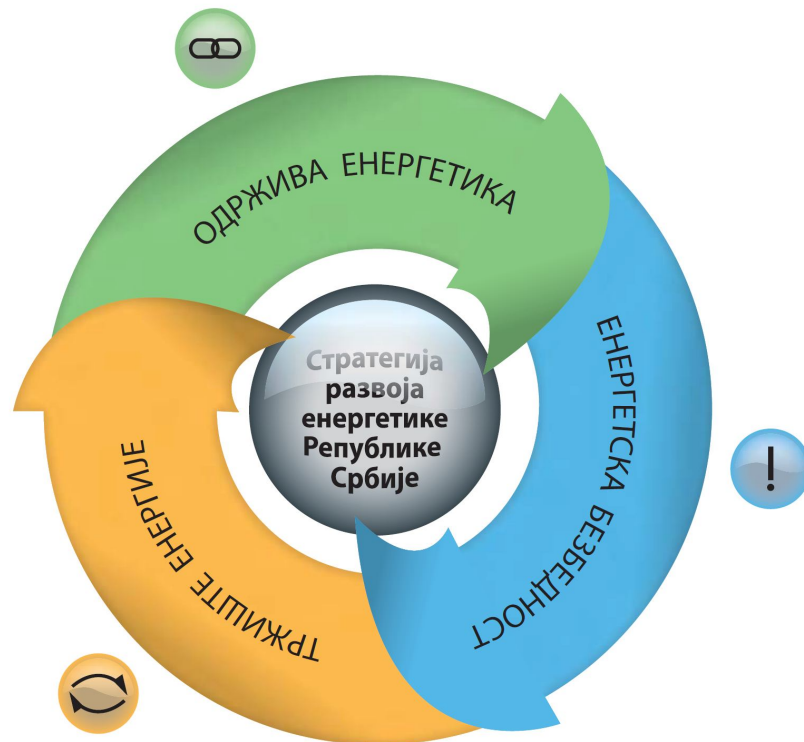 ОДРЖИВА ЕНЕРГЕТИКА
ЕНЕРГЕТСКА БЕЗБЕДНОСТ
ТРЖИШТЕ ЕНЕРГИЈЕ
Стратегија
развоја
енергетике
Републике
Србије
!